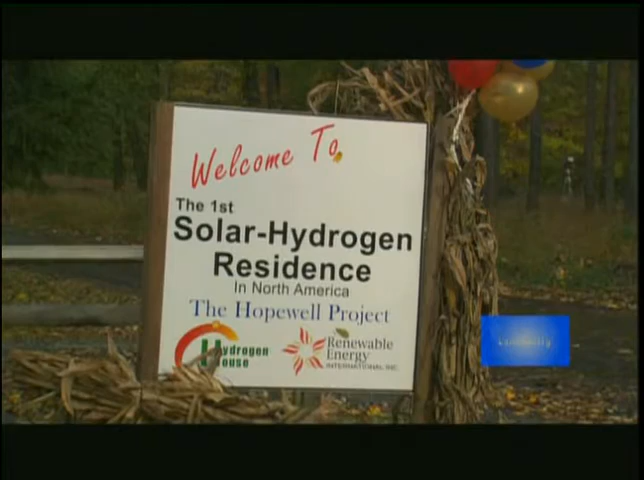 Welcome To
The 1st
Solar-Hydrogen
Residence
In North America
The Hopewell Project
Hydrogen
House
Renewable
Energy
INTERNATIONAL, INC.